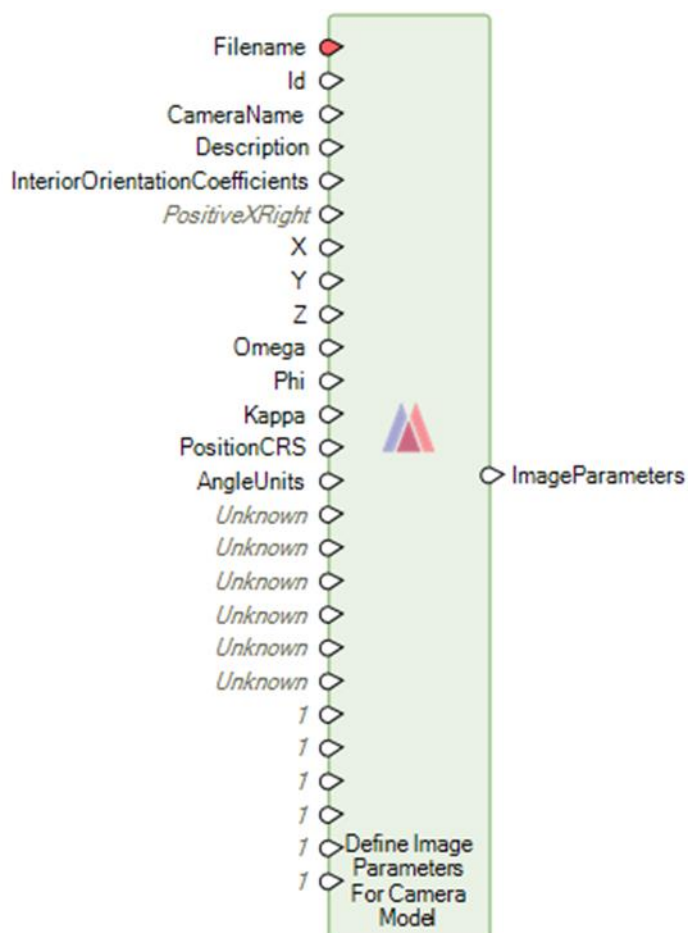 Filename
Id
CameraName
Description
InteriorOrientationCoefficients
PositiveXRight
X
Y
Z
Omega
Phi
Kappa
PositionCRS
AngleUnits
ImageParameters
Unknown
Unknown
Unknown
Unknown
Unknown
Unknown
1
1
1
1
1
1
Define Image
Parameters
For Camera
Model